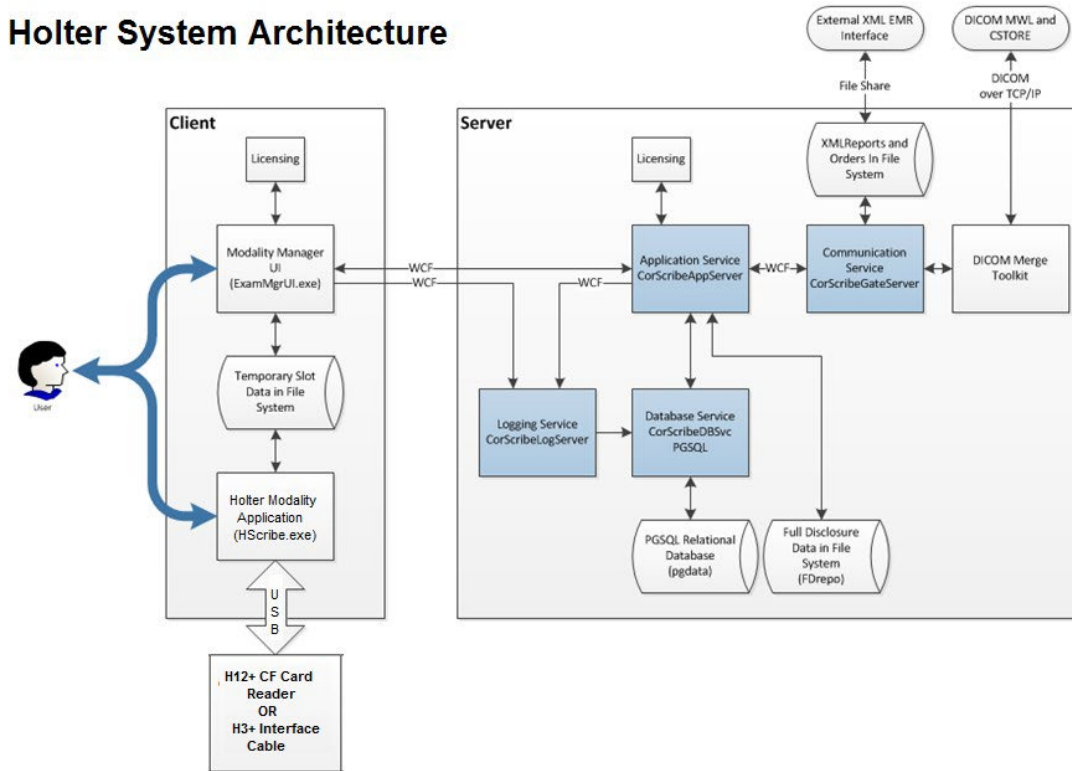 Holter System Architecture
External XML EMR
Interface
DICOM MWL and
CSTORE
File Share
DICOM
over TCP/IP
Client
Server
Licensing
Licensing
XMLReports and
Orders In File
System
Modality Manager
UI
(ExamMgrUI.exe)
WCF
WCF
WCF
Application Service
CorScribeAppServer
WCF
Communication
Service
CorScribeGateServer
DICOM Merge
Toolkit
User
Temporary Slot
Data in File
System
Logging Service
CorScribeLogServer
Database Service
CorScribeDBSvc
PGSQL
Holter Modality
Application
(HScribe.exe)
PGSQL Relational
Database
(pgdata)
Full Disclosure
Data in File
System
(FDrepo)
U
S
B
H12+ CF Card
Reader
OR
H3+ Interface
Cable